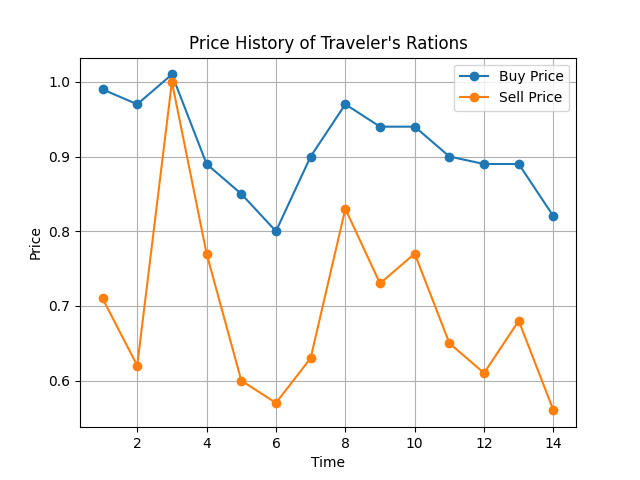 Price History of Traveler's Rations
Buy Price
Sell Price
1.0
0.9
0.8
0.7
0.6
Price
2 4 6 8 10 12 14
Time